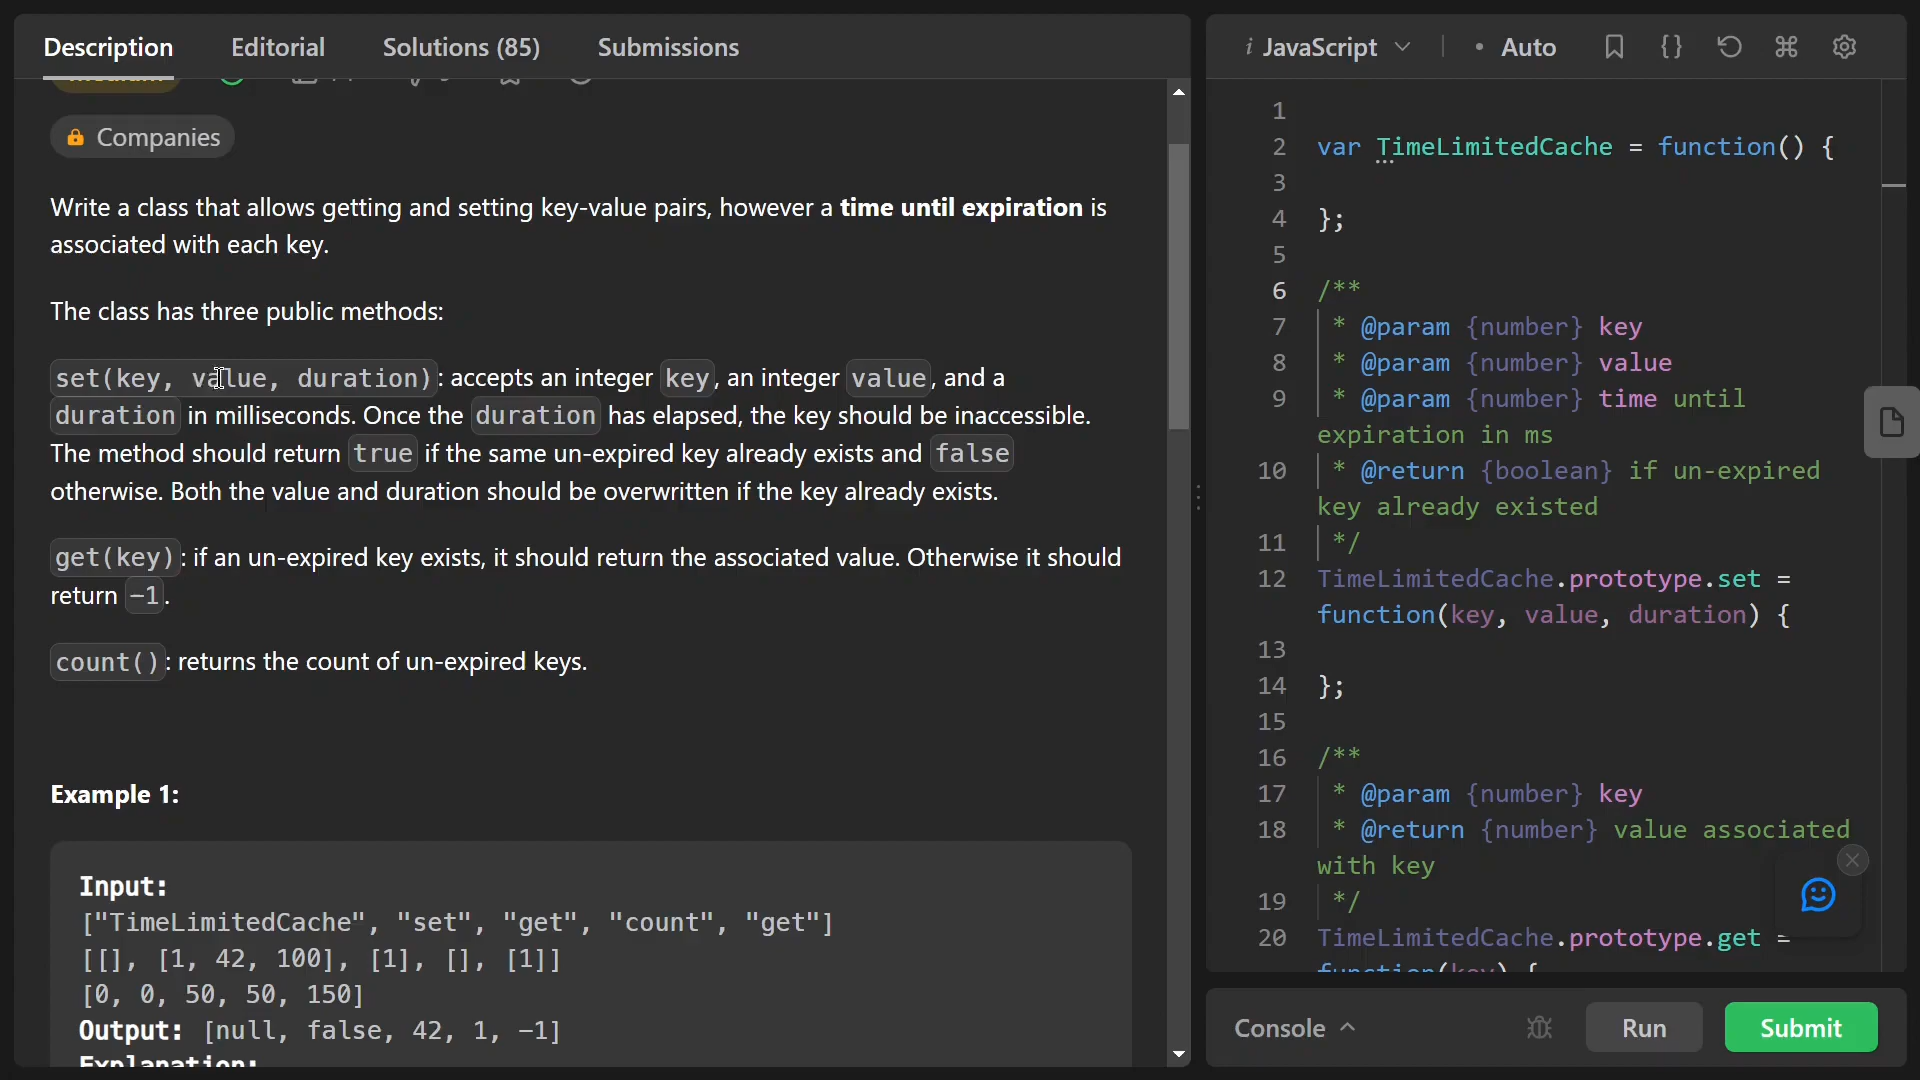 Description Editorial Solutions (85) Submissions
Companies
Write a class that allows getting and setting key-value pairs, however a time until expiration is
associated with each key.
The class has three public methods:
set(key, value, duration): accepts an integer key, an integer value, and a
duration in milliseconds. Once the duration has elapsed, the key should be inaccessible.
The method should return true if the same un-expired key already exists and false
otherwise. Both the value and duration should be overwritten if the key already exists.
get(key): if an un-expired key exists, it should return the associated value. Otherwise it should
return -1.
count(): returns the count of un-expired keys.
Example 1:
Input:
["TimeLimitedCache", "set", "get", "count", "get"]
[[], [1, 42, 100], [1], [], [1]]
[0, 0, 50, 50, 150]
Output: [null, false, 42, 1, -1]
Explanation:
i JavaScript • Auto {}
1
2 var TimeLimitedCache = function() {
3
4 };
5
6 /**
7 * @param {number} key
8 * @param {number} value
9 * @param {number} time until
expiration in ms
10 * @return {boolean} if un-expired
key already existed
11 */
12 TimeLimitedCache.prototype.set =
function(key, value, duration) {
13
14 };
15
16 /**
17 * @param {number} key
18 * @return {number} value associated
with key
19 */
20 TimeLimitedCache.prototype.get =
function(key) {
Console Run Submit